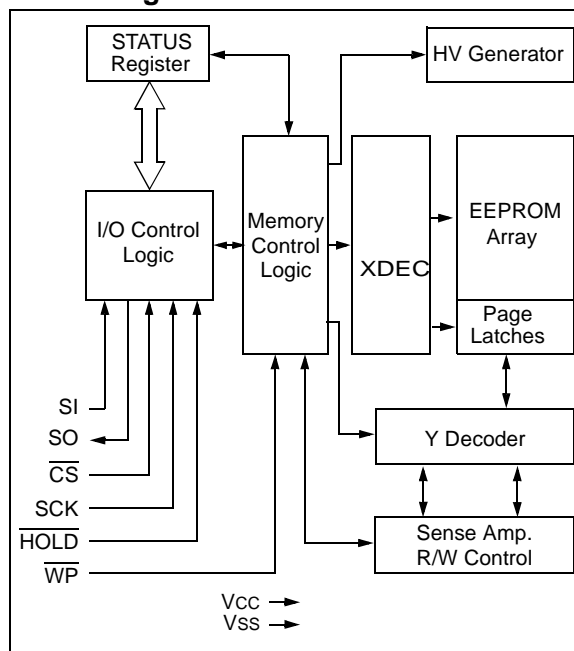 STATUS
Register
HV Generator
I/O Control
Logic
Memory
Control
Logic
XDEC
EEPROM
Array
Page
Latches
SI
SO
CS
SCK
HOLD
WP
Y Decoder
Sense Amp.
R/W Control
VCC
VSS